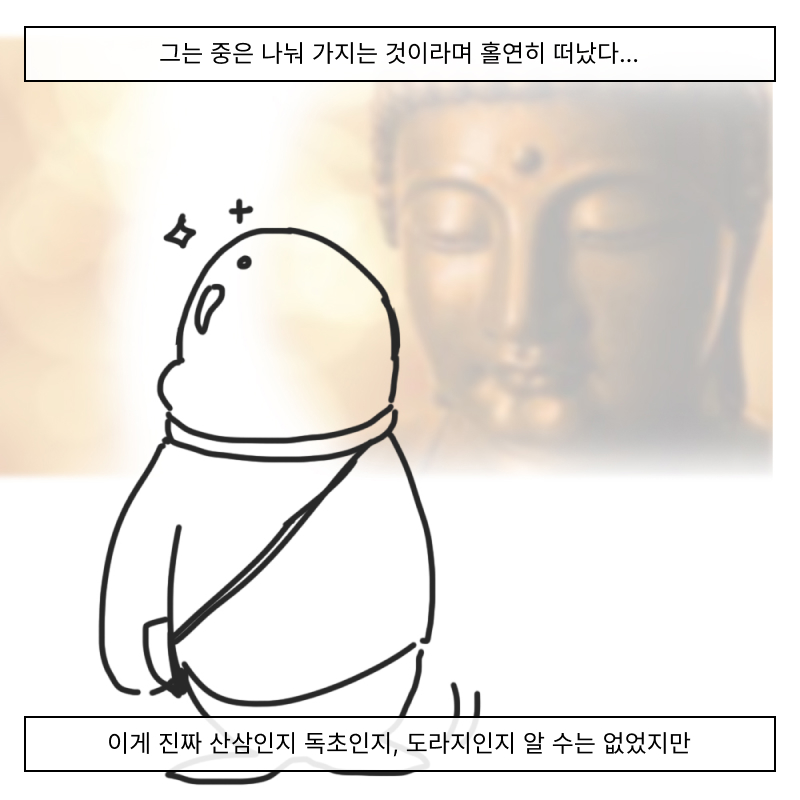 그는 중은 나눠 가지는 것이라며 홀연히 떠났다...
이게 진짜 산삼인지 독초인지, 도라지인지 알 수는 없었지만